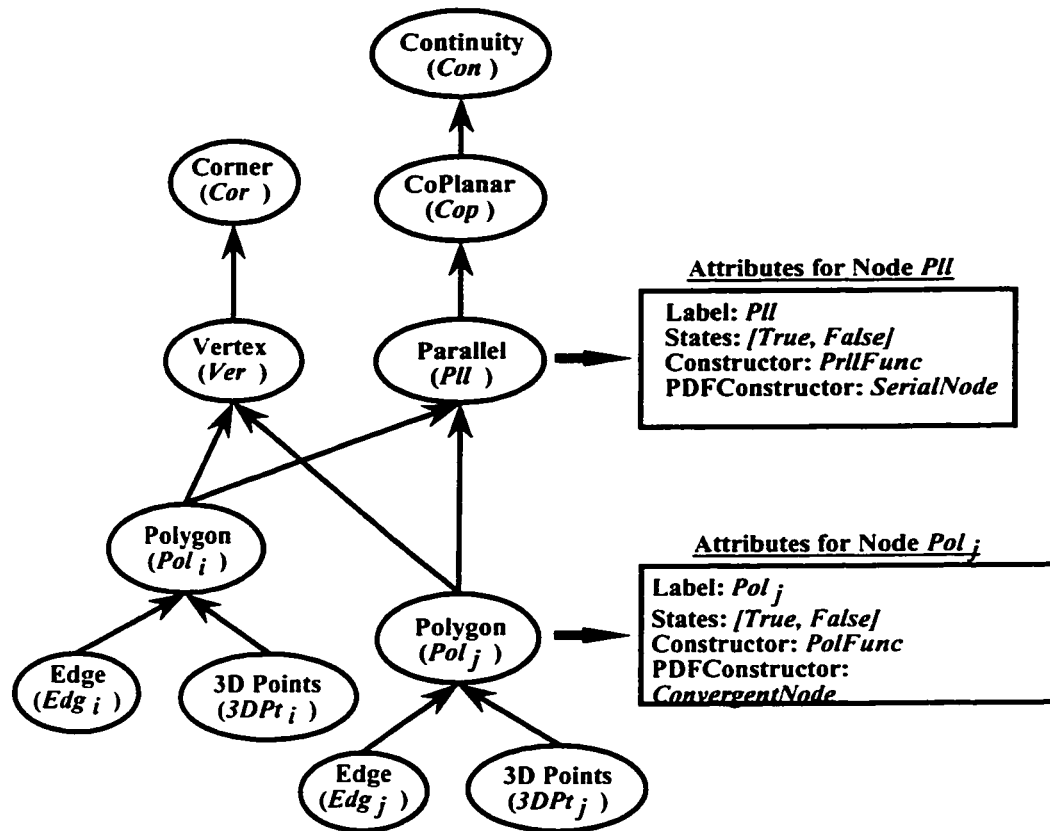 Continuity
(Con )
Corner
(Cor )
CoPlanar
(Cop )
Vertex
(Ver )
Parallel
(Pll )
Attributes for Node Pll
Label: Pll
States: [True, False]
Constructor: PrllFunc
PDFConstructor: SerialNode
Polygon
(Pol i )
Polygon
(Pol j )
Attributes for Node Pol j
Label: Pol j
States: [True, False]
Constructor: PolFunc
PDFConstructor:
ConvergentNode
Edge
(Edg i )
3D Points
(3DPt i )
Edge
(Edg j )
3D Points
(3DPt j )